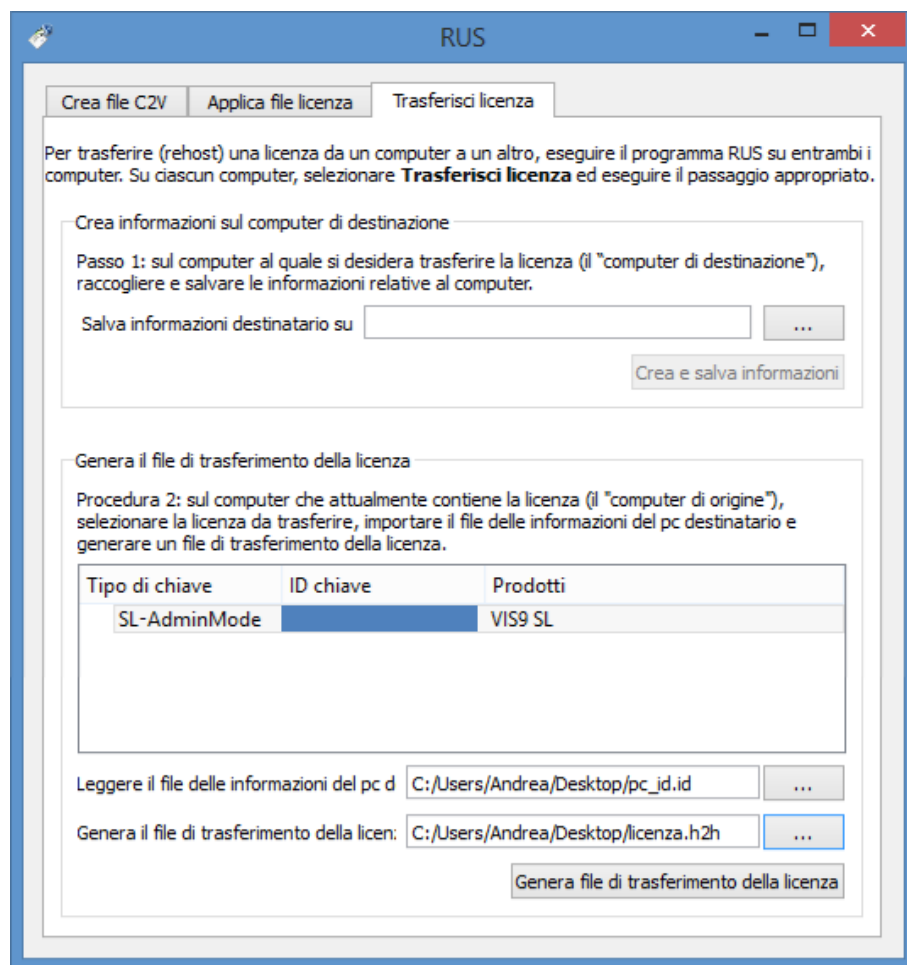 RUS
Crea file C2V
Applica file licenza
Trasferisci licenza
Per trasferire (rehost) una licenza da un computer a un altro, eseguire il programma RUS su entrambi i
computer. Su ciascun computer, selezionare Trasferisci licenza ed eseguire il passaggio appropriato.
Crea informazioni sul computer di destinazione
Passo 1: sul computer al quale si desidera trasferire la licenza (il "computer di destinazione"),
raccogliere e salvare le informazioni relative al computer.
Salva informazioni destinatario su
...
Crea e salva informazioni
Genera il file di trasferimento della licenza
Procedura 2: sul computer che attualmente contiene la licenza (il "computer di origine"),
selezionare la licenza da trasferire, importare il file delle informazioni del pc destinatario e
generare un file di trasferimento della licenza.
Tipo di chiave ID chiave Prodotti
SL-AdminMode VIS9 SL
Leggere il file delle informazioni del pc d C:/Users/Andrea/Desktop/pc_id.id ...
Genera il file di trasferimento della licen: C:/Users/Andrea/Desktop/licenza.h2h ...
Genera file di trasferimento della licenza